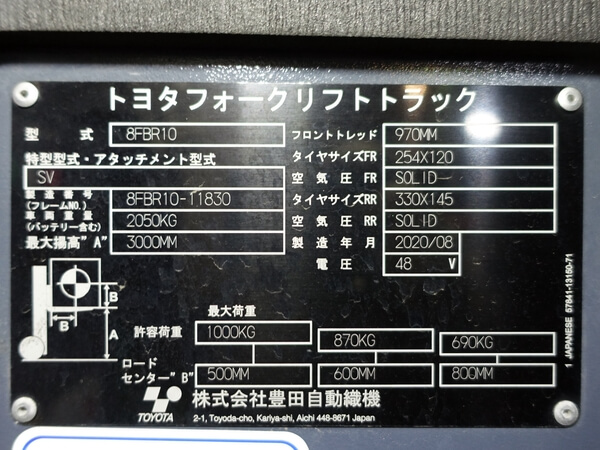 トヨタフォークリフトトラック
型 式 8FBR10
特型型式・アタッチメント型式
SV
製造番号
(フレームNO.) 8FBR10-11830
車両重量
(バッテリー含む) 2050KG
最大揚高"A" 3000MM
フロントトレッド 970MM
タイヤサイズFR 254X120
空気圧FR SOLID
タイヤサイズRR 330X145
空気圧RR SOLID
製造年月 2020/08
電圧 48 V
B
B
A
最大荷重
許容荷重 1000KG 870KG 690KG
ロード
センター"B" 500MM 600MM 800MM
TOYOTA
株式会社豊田自動織機
2-1, Toyoda-cho, Kariya-shi, Aichi 448-8671 Japan
1 JAPANESE 57841-13150-71